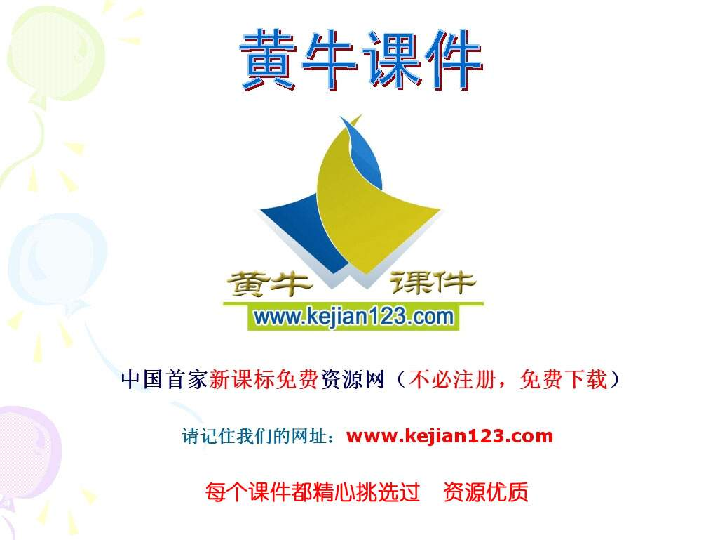 黄牛课件
黄牛 课件
www.kejian123.com
中国首家新课标免费资源网（不必注册，免费下载）
请记住我们的网址：www.kejian123.com
每个课件都精心挑选过 资源优质